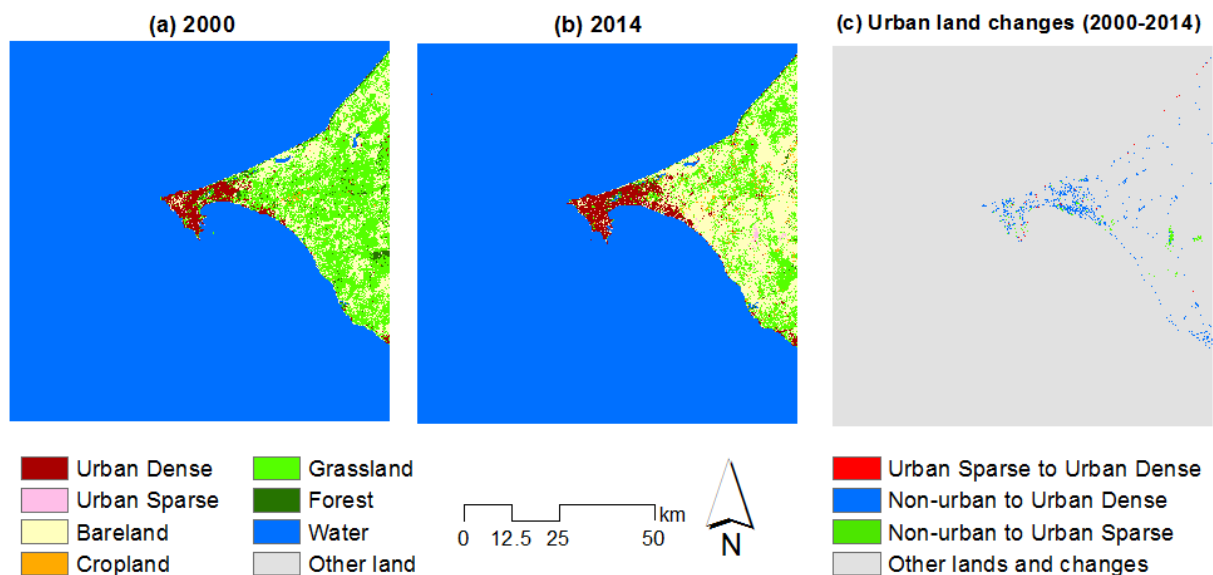 (a) 2000
(b) 2014
(c) Urban land changes (2000-2014)
Urban Dense
Urban Sparse
Bareland
Cropland
Grassland
Forest
Water
Other land
km
0 12.5 25 50
N
Urban Sparse to Urban Dense
Non-urban to Urban Dense
Non-urban to Urban Sparse
Other lands and changes